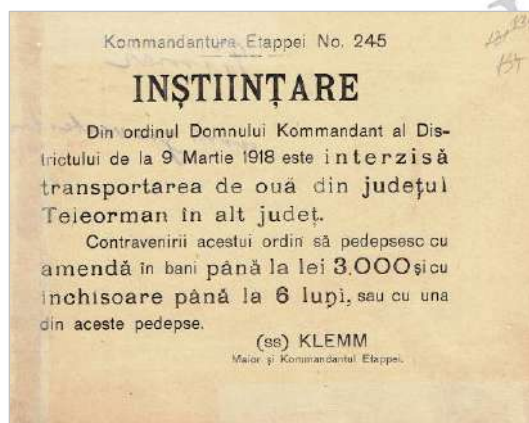 Kommandantura Etappei No. 245
INȘTIINȚARE
Din ordinul Domnului Kommandant al Dis-
trictului de la 9 Martie 1918 este interzisă
transportarea de ouă din județul
Teleorman în alt județ.
Contravenirii acestui ordin să pedepsesc cu
amendă în bani până la lei 3.000 și cu
închisoare până la 6 luni, sau cu una
din aceste pedepse.
(ss) KLEMM
Maior și Kommandantul Etappei.